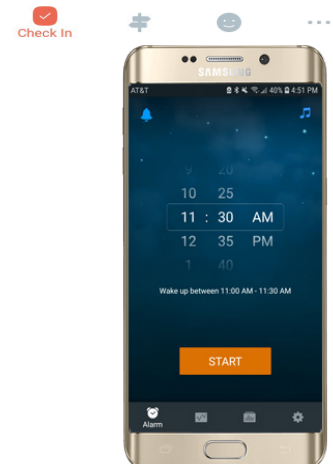 Check In
SAMSUNG
AT&T 40% 4:51 PM
9 20
10 25
11 : 30 AM
12 35 PM
1 40
Wake up between 11:00 AM - 11:30 AM
START
Alarm